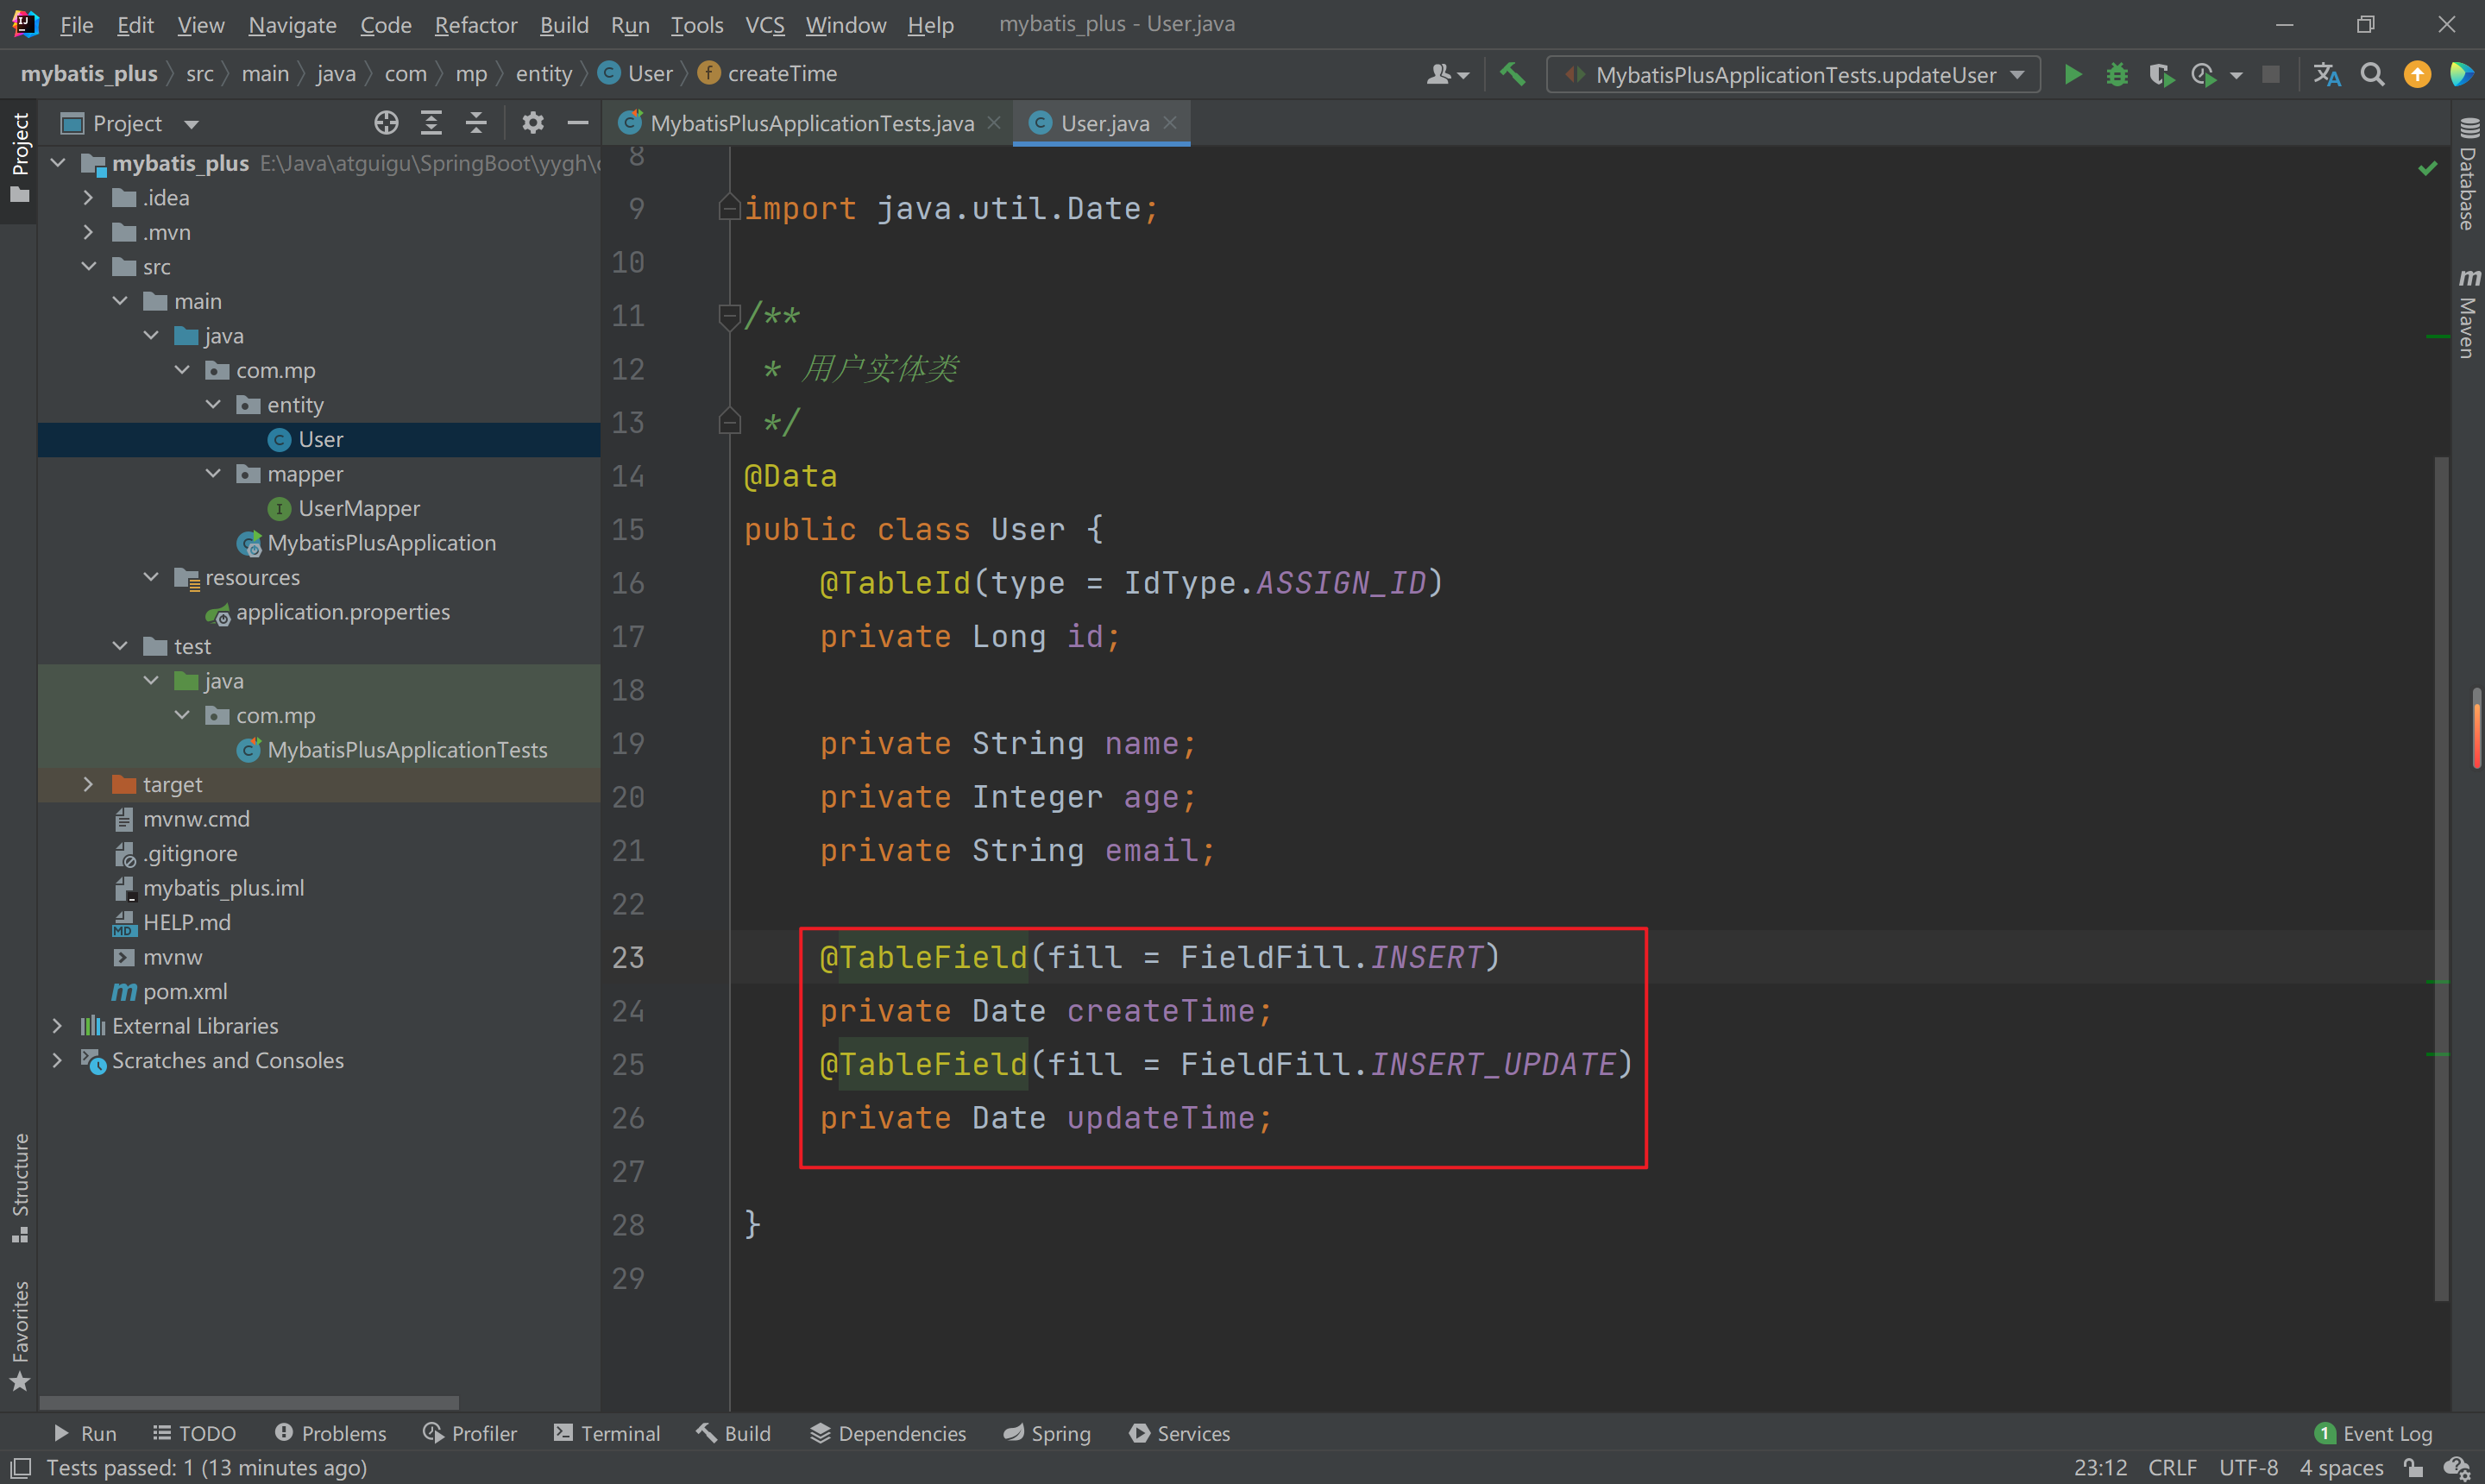 File Edit View Navigate Code Refactor Build Run Tools VCS Window Help mybatis_plus - User.java
mybatis_plus src main java com mp entity User createTime MybatisPlusApplicationTests.updateUser
Project
MybatisPlusApplicationTests.java User.java
mybatis_plus E:\Java\atguigu\SpringBoot\yygh\
.idea
.mvn
src
main
java
com.mp
entity
User
mapper
UserMapper
MybatisPlusApplication
resources
application.properties
test
java
com.mp
MybatisPlusApplicationTests
target
mvnw.cmd
.gitignore
mybatis_plus.iml
HELP.md
mvnw
pom.xml
External Libraries
Scratches and Consoles
Project
Structure
Favorites
8
9 import java.util.Date;
10
11 /**
12 * 用户实体类
13 */
14 @Data
15 public class User {
16 @TableId(type = IdType.ASSIGN_ID)
17 private Long id;
18
19 private String name;
20 private Integer age;
21 private String email;
22
23 @TableField(fill = FieldFill.INSERT)
24 private Date createTime;
25 @TableField(fill = FieldFill.INSERT_UPDATE)
26 private Date updateTime;
27
28 }
29
Database
Maven
Run TODO Problems Profiler Terminal Build Dependencies Spring Services 1 Event Log
Tests passed: 1 (13 minutes ago) 23:12 CRLF UTF-8 4 spaces